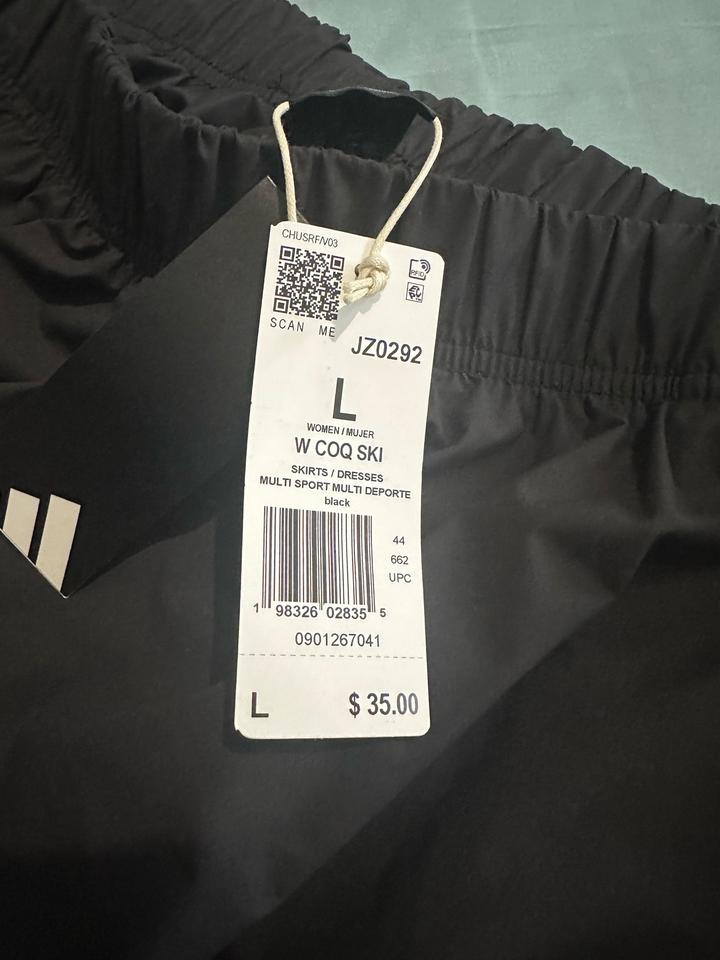 CHUSRF/V03
SCAN ME
RFID
JZ0292
L
WOMEN / MUJER
W COQ SKI
SKIRTS / DRESSES
MULTI SPORT MULTI DEPORTE
black
44
662
UPC
1 98326 02835 5
0901267041
L $ 35.00